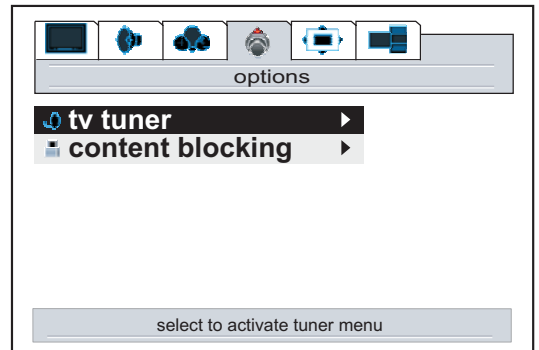 options
tv tuner
content blocking
select to activate tuner menu